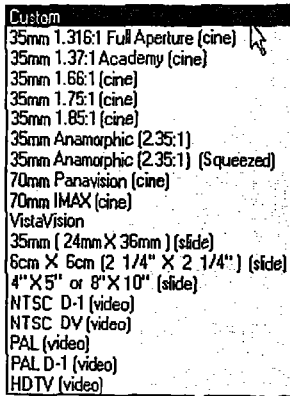 Custom
35mm 1.316:1 Full Aperture (cine)
35mm 1.37:1 Academy (cine)
35mm 1.66:1 (cine)
35mm 1.75:1 (cine)
35mm 1.85:1 (cine)
35mm Anamorphic (2.35:1)
35mm Anamorphic (2.35:1) (Squeezed)
70mm Panavision (cine)
70mm IMAX (cine)
VistaVision
35mm ( 24mm X 36mm ) (slide)
6cm X 6cm (2 1/4" X 2 1/4") (slide)
4" X 5" or 8" X 10" (slide)
NTSC D-1 (video)
NTSC DV (video)
PAL (video)
PAL D-1 (video)
HDTV (video)